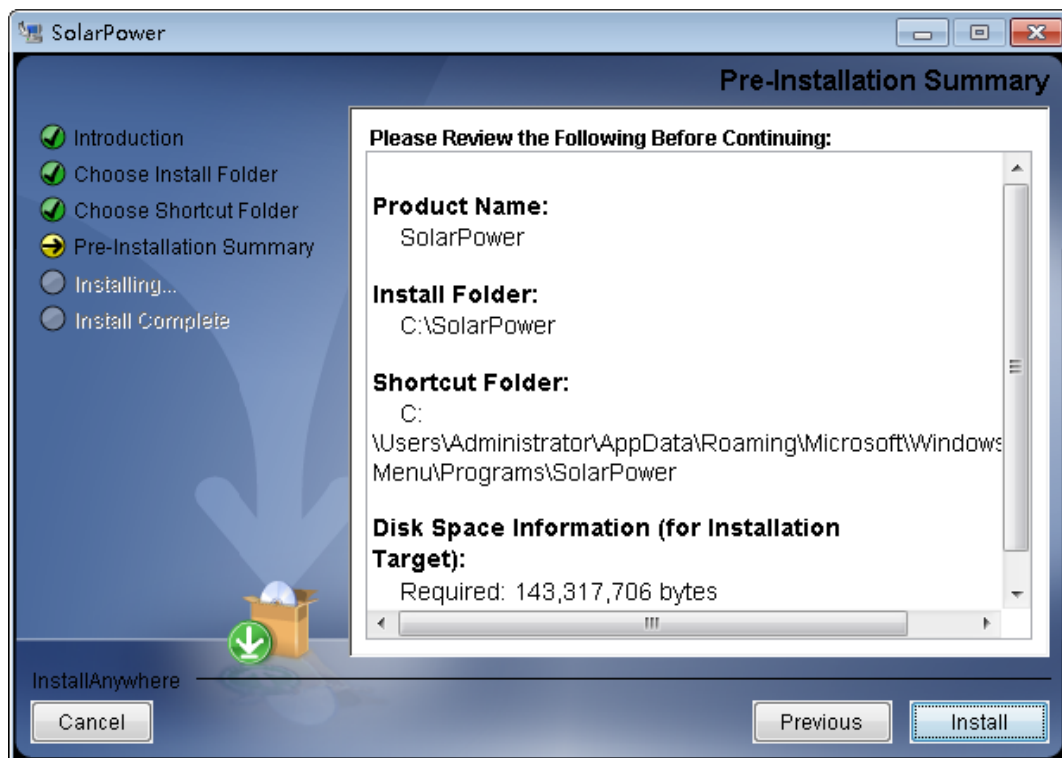 SolarPower
Pre-Installation Summary
Introduction
Choose Install Folder
Choose Shortcut Folder
Pre-Installation Summary
Installing...
Install Complete
Please Review the Following Before Continuing:
Product Name:
SolarPower
Install Folder:
C:\SolarPower
Shortcut Folder:
C:
\Users\Administrator\AppData\Roaming\Microsoft\Windows
Menu\Programs\SolarPower
Disk Space Information (for Installation
Target):
Required: 143,317,706 bytes
InstallAnywhere
Cancel
Previous
Install